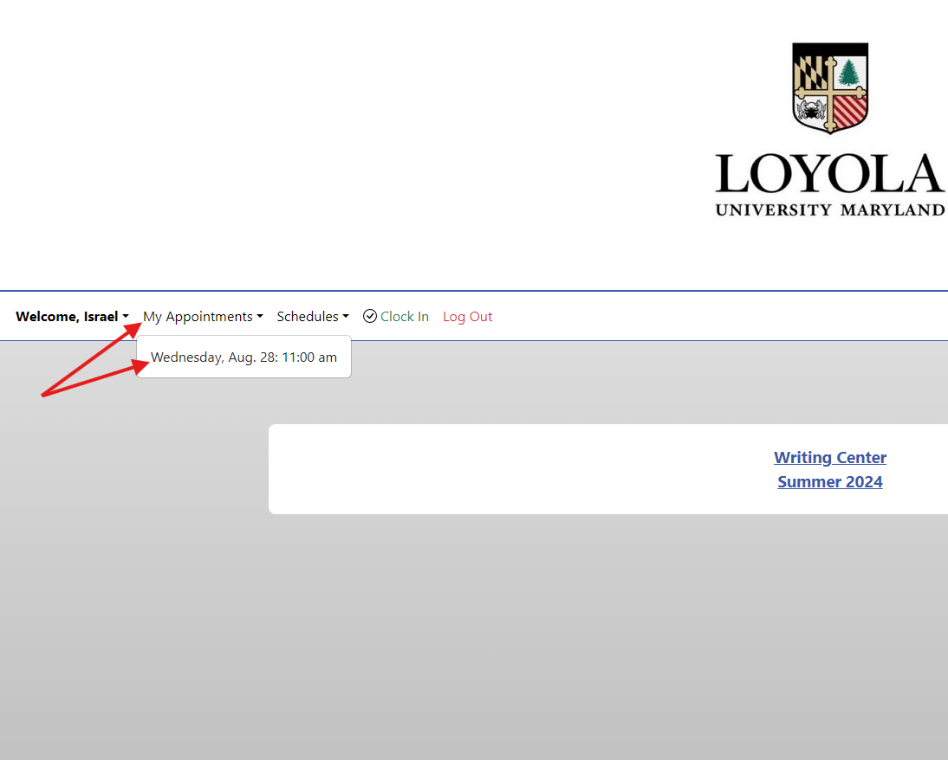 LOYOLA
UNIVERSITY MARYLAND
Welcome, Israel My Appointments Schedules Clock In Log Out
Wednesday, Aug. 28: 11:00 am
Writing Center
Summer 2024